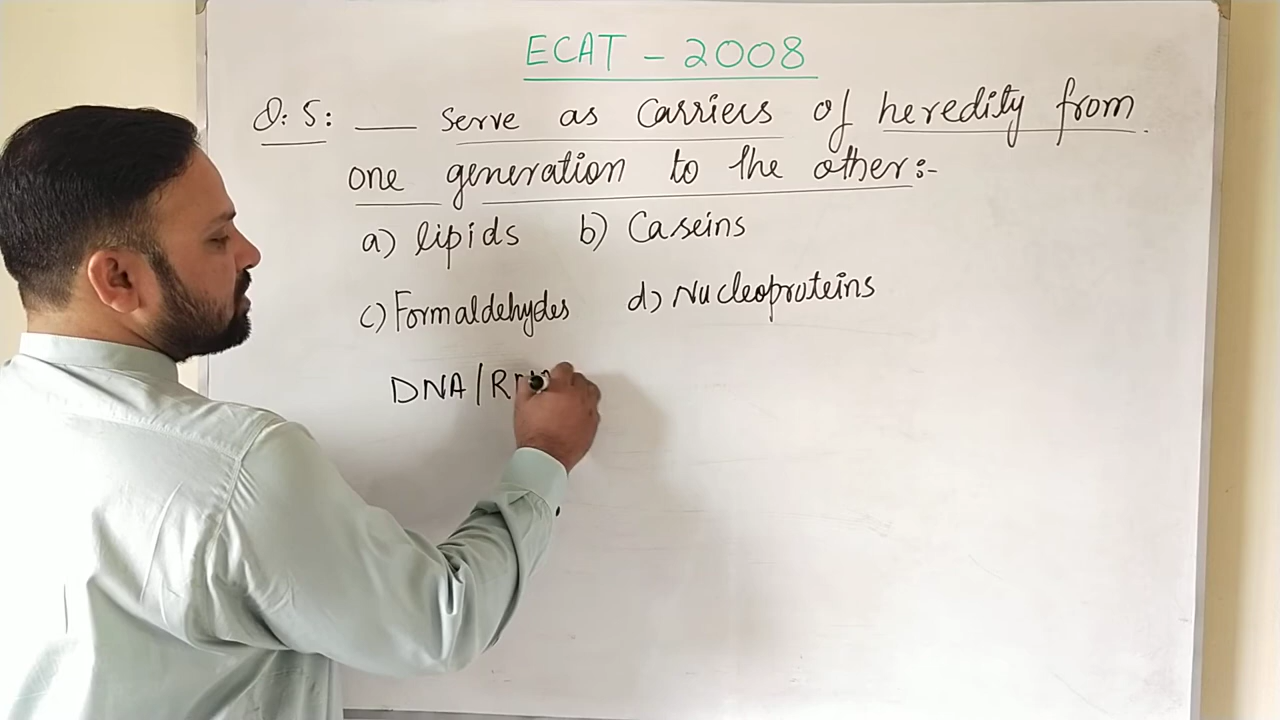 ECAT - 2008
Q: 5: ___ serve as carriers of heredity from
one generation to the other:-
a) lipids b) Caseins
c) Formaldehydes d) Nucleoproteins
DNA/R